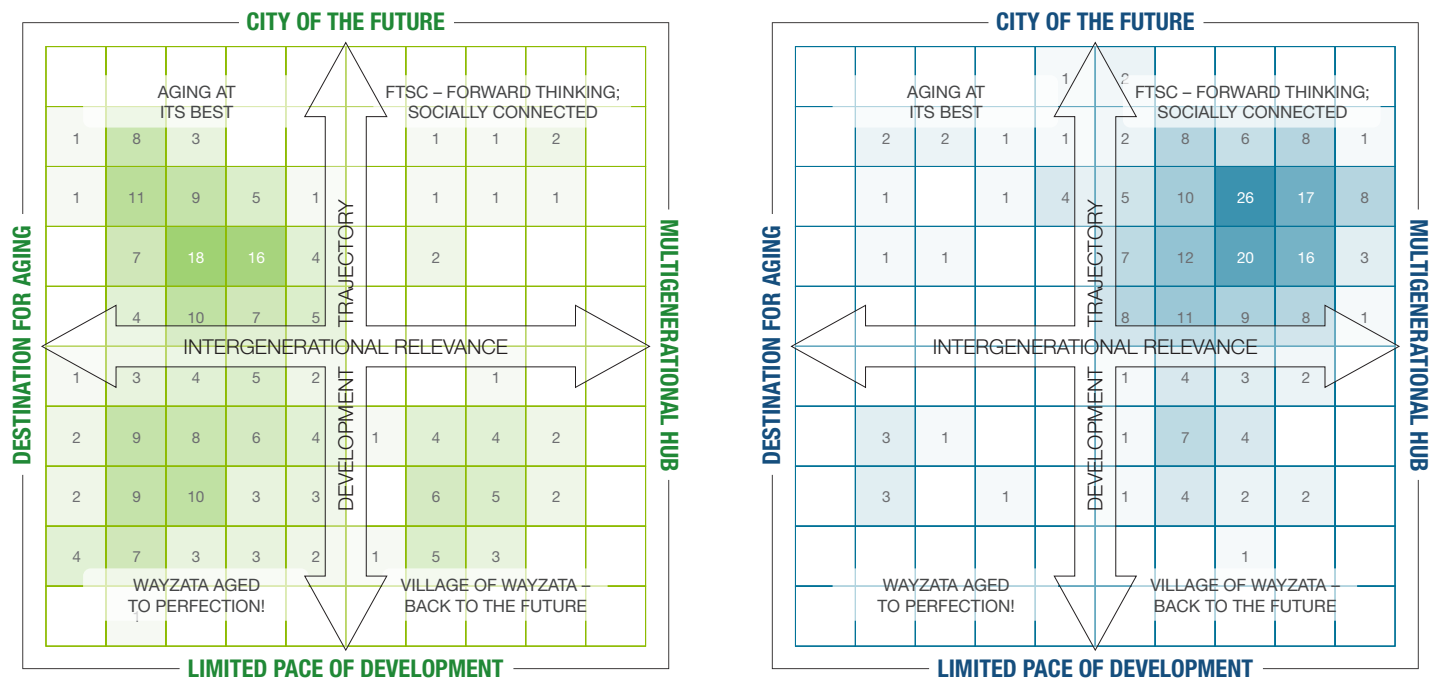 CITY OF THE FUTURE
AGING AT
ITS BEST
FTSC – FORWARD THINKING;
SOCIALLY CONNECTED
1 8 3 1 1 2
1 11 9 5 1 1 1 1
7 18 16 4 2
4 10 7 5
INTERGENERATIONAL RELEVANCE
DEVELOPMENT TRAJECTORY
1 3 4 5 2 1
2 9 8 6 4 1 4 4 2
2 9 10 3 3 6 5 2
4 7 3 3 2 1 5 3
WAYZATA AGED
TO PERFECTION!
1
VILLAGE OF WAYZATA –
BACK TO THE FUTURE
DESTINATION FOR AGING
MULTIGENERATIONAL HUB
LIMITED PACE OF DEVELOPMENT
CITY OF THE FUTURE
1 2
AGING AT
ITS BEST
FTSC – FORWARD THINKING;
SOCIALLY CONNECTED
2 2 1 1 2 8 6 8 1
1 1 4 5 10 26 17 8
1 1 7 12 20 16 3
8 11 9 8 1
INTERGENERATIONAL RELEVANCE
DEVELOPMENT TRAJECTORY
1 4 3 2
3 1 1 7 4
3 1 1 4 2 2
1
WAYZATA AGED
TO PERFECTION!
VILLAGE OF WAYZATA –
BACK TO THE FUTURE
DESTINATION FOR AGING
MULTIGENERATIONAL HUB
LIMITED PACE OF DEVELOPMENT